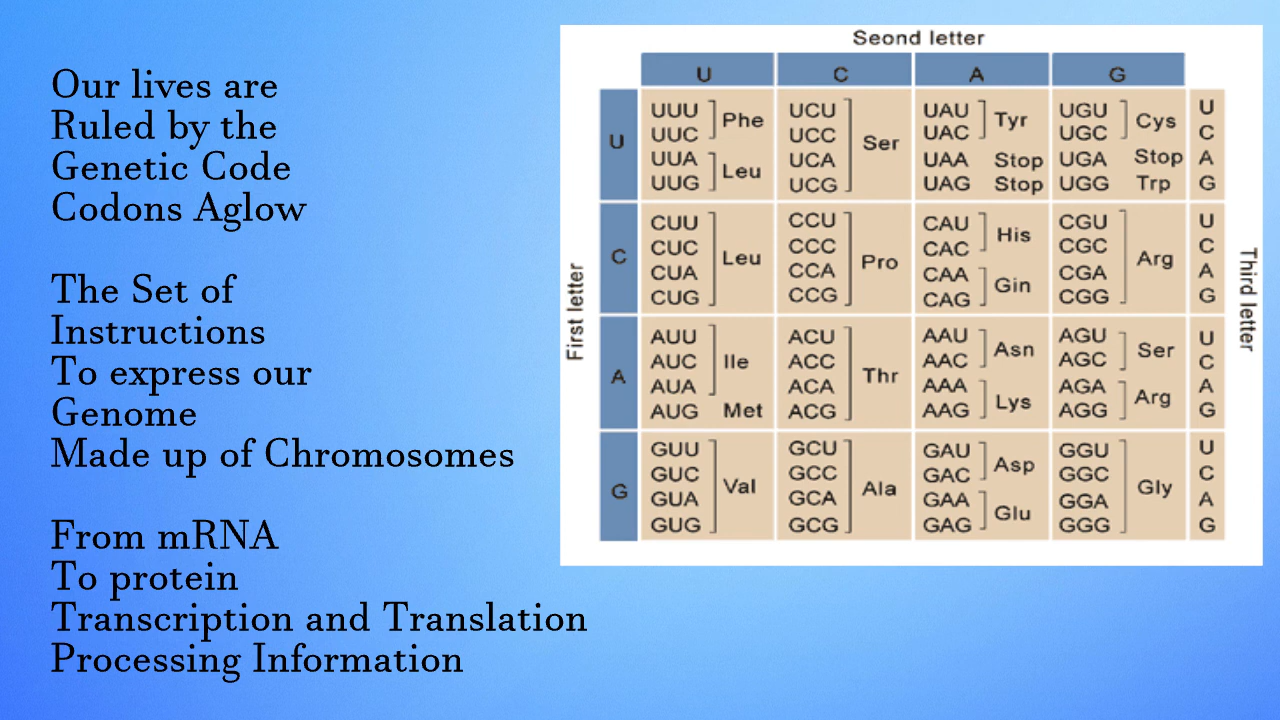 Our lives are
Ruled by the
Genetic Code
Codons Aglow
The Set of
Instructions
To express our
Genome
Made up of Chromosomes
From mRNA
To protein
Transcription and Translation
Processing Information
Seond letter
U C A G
First letter
Third letter
U
UUU Phe UCU Ser UAU Tyr UGU Cys U
UUC UCC UAC UGC C
UUA Leu UCA UAA Stop UGA Stop A
UUG UCG UAG Stop UGG Trp G
C
CUU Leu CCU Pro CAU His CGU Arg U
CUC CCC CAC CGC C
CUA CCA CAA Gin CGA A
CUG CCG CAG CGG G
A
AUU Ile ACU Thr AAU Asn AGU Ser U
AUC ACC AAC AGC C
AUA ACA AAA Lys AGA Arg A
AUG Met ACG AAG AGG G
G
GUU Val GCU Ala GAU Asp GGU Gly U
GUC GCC GAC GGC C
GUA GCA GAA Glu GGA A
GUG GCG GAG GGG G